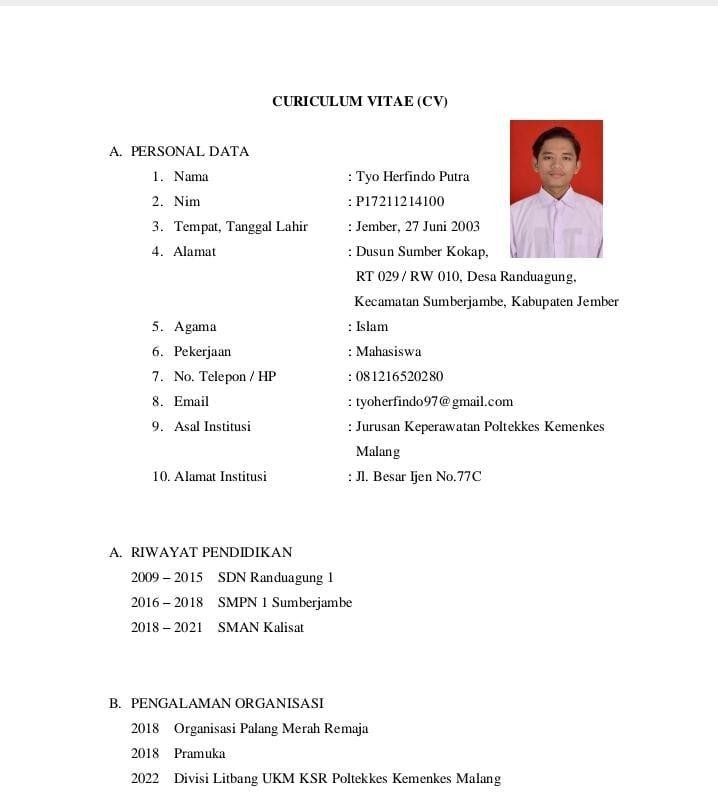 CURICULUM VITAE (CV)
A. PERSONAL DATA
1. Nama : Tyo Herfindo Putra
2. Nim : P17211214100
3. Tempat, Tanggal Lahir : Jember, 27 Juni 2003
4. Alamat : Dusun Sumber Kokap,
RT 029 / RW 010, Desa Randuagung,
Kecamatan Sumberjambe, Kabupaten Jember
5. Agama : Islam
6. Pekerjaan : Mahasiswa
7. No. Telepon / HP : 081216520280
8. Email : tyoherfindo97@gmail.com
9. Asal Institusi : Jurusan Keperawatan Poltekkes Kemenkes
Malang
10. Alamat Institusi : Jl. Besar Ijen No.77C
A. RIWAYAT PENDIDIKAN
2009 – 2015 SDN Randuagung 1
2016 – 2018 SMPN 1 Sumberjambe
2018 – 2021 SMAN Kalisat
B. PENGALAMAN ORGANISASI
2018 Organisasi Palang Merah Remaja
2018 Pramuka
2022 Divisi Litbang UKM KSR Poltekkes Kemenkes Malang